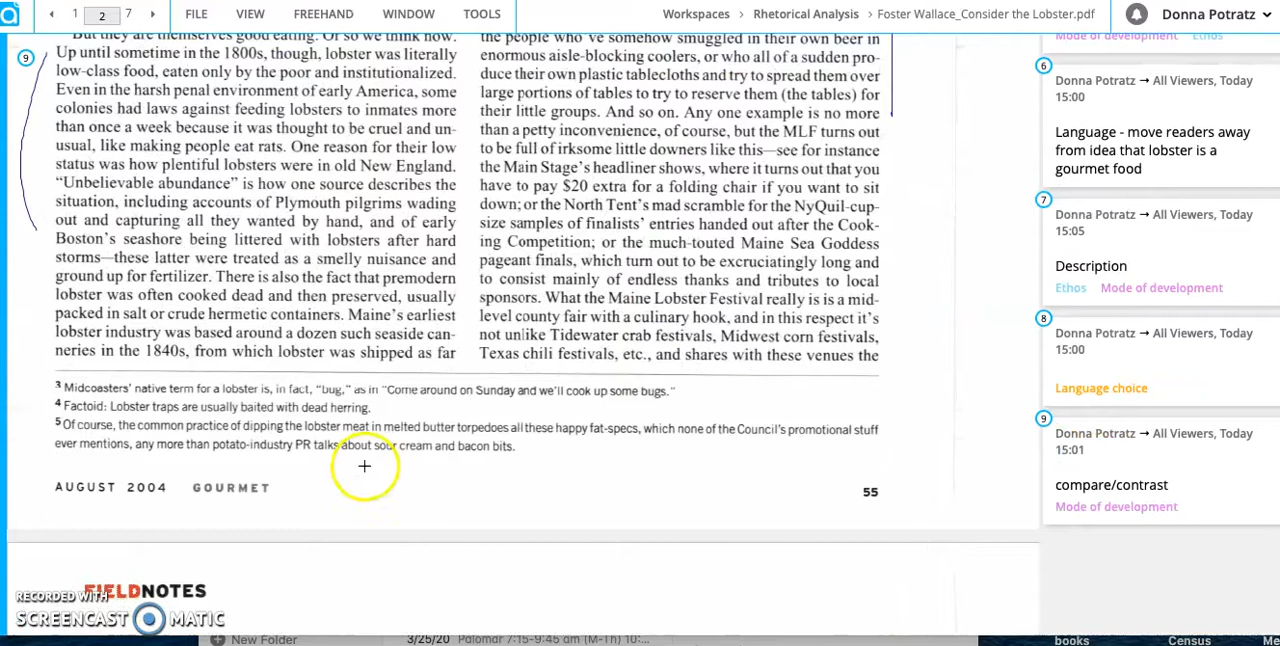 1 2 7 FILE VIEW FREEHAND WINDOW TOOLS Workspaces > Rhetorical Analysis > Foster Wallace_Consider the Lobster.pdf Donna Potratz
But they are themselves good eating. Or so we think now.
9
Up until sometime in the 1800s, though, lobster was literally
low-class food, eaten only by the poor and institutionalized.
Even in the harsh penal environment of early America, some
colonies had laws against feeding lobsters to inmates more
than once a week because it was thought to be cruel and un-
usual, like making people eat rats. One reason for their low
status was how plentiful lobsters were in old New England.
“Unbelievable abundance” is how one source describes the
situation, including accounts of Plymouth pilgrims wading
out and capturing all they wanted by hand, and of early
Boston’s seashore being littered with lobsters after hard
storms—these latter were treated as a smelly nuisance and
ground up for fertilizer. There is also the fact that premodern
lobster was often cooked dead and then preserved, usually
packed in salt or crude hermetic containers. Maine’s earliest
lobster industry was based around a dozen such seaside can-
neries in the 1840s, from which lobster was shipped as far
the people who’ve somehow smuggled in their own beer in
enormous aisle-blocking coolers, or who all of a sudden pro-
duce their own plastic tablecloths and try to spread them over
large portions of tables to try to reserve them (the tables) for
their little groups. And so on. Any one example is no more
than a petty inconvenience, of course, but the MLF turns out
to be full of irksome little downers like this—see for instance
the Main Stage’s headliner shows, where it turns out that you
have to pay $20 extra for a folding chair if you want to sit
down; or the North Tent’s mad scramble for the NyQuil-cup-
size samples of finalists’ entries handed out after the Cook-
ing Competition; or the much-touted Maine Sea Goddess
pageant finals, which turn out to be excruciatingly long and
to consist mainly of endless thanks and tributes to local
sponsors. What the Maine Lobster Festival really is is a mid-
level county fair with a culinary hook, and in this respect it’s
not unlike Tidewater crab festivals, Midwest corn festivals,
Texas chili festivals, etc., and shares with these venues the
3 Midcoasters’ native term for a lobster is, in fact, “bug,” as in “Come around on Sunday and we’ll cook up some bugs.”
4 Factoid: Lobster traps are usually baited with dead herring.
5 Of course, the common practice of dipping the lobster meat in melted butter torpedoes all these happy fat-specs, which none of the Council’s promotional stuff
ever mentions, any more than potato-industry PR talks about sour cream and bacon bits.
AUGUST 2004 GOURMET 55
FIELDNOTES
RECORDED WITH
SCREENCAST MATIC
Mode of development Ethos
6
Donna Potratz → All Viewers, Today
15:00
Language - move readers away
from idea that lobster is a
gourmet food
7
Donna Potratz → All Viewers, Today
15:05
Description
Ethos Mode of development
8
Donna Potratz → All Viewers, Today
15:00
Language choice
9
Donna Potratz → All Viewers, Today
15:01
compare/contrast
Mode of development
New Folder 3/25/20 Palomar 7:15-9:45 am (M-Th) 10:... books Census Me